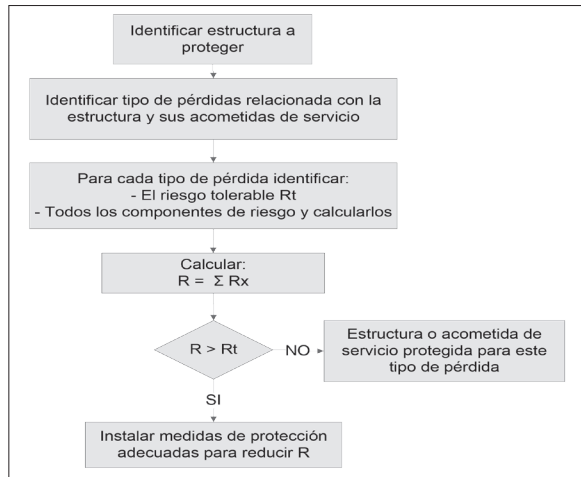 Identificar estructura a
proteger
Identificar tipo de pérdidas relacionada con la
estructura y sus acometidas de servicio
Para cada tipo de pérdida identificar:
- El riesgo tolerable Rt
- Todos los componentes de riesgo y calcularlos
Calcular:
R = Σ Rx
R > Rt
NO
Estructura o acometida de
servicio protegida para este
tipo de pérdida
SI
Instalar medidas de protección
adecuadas para reducir R